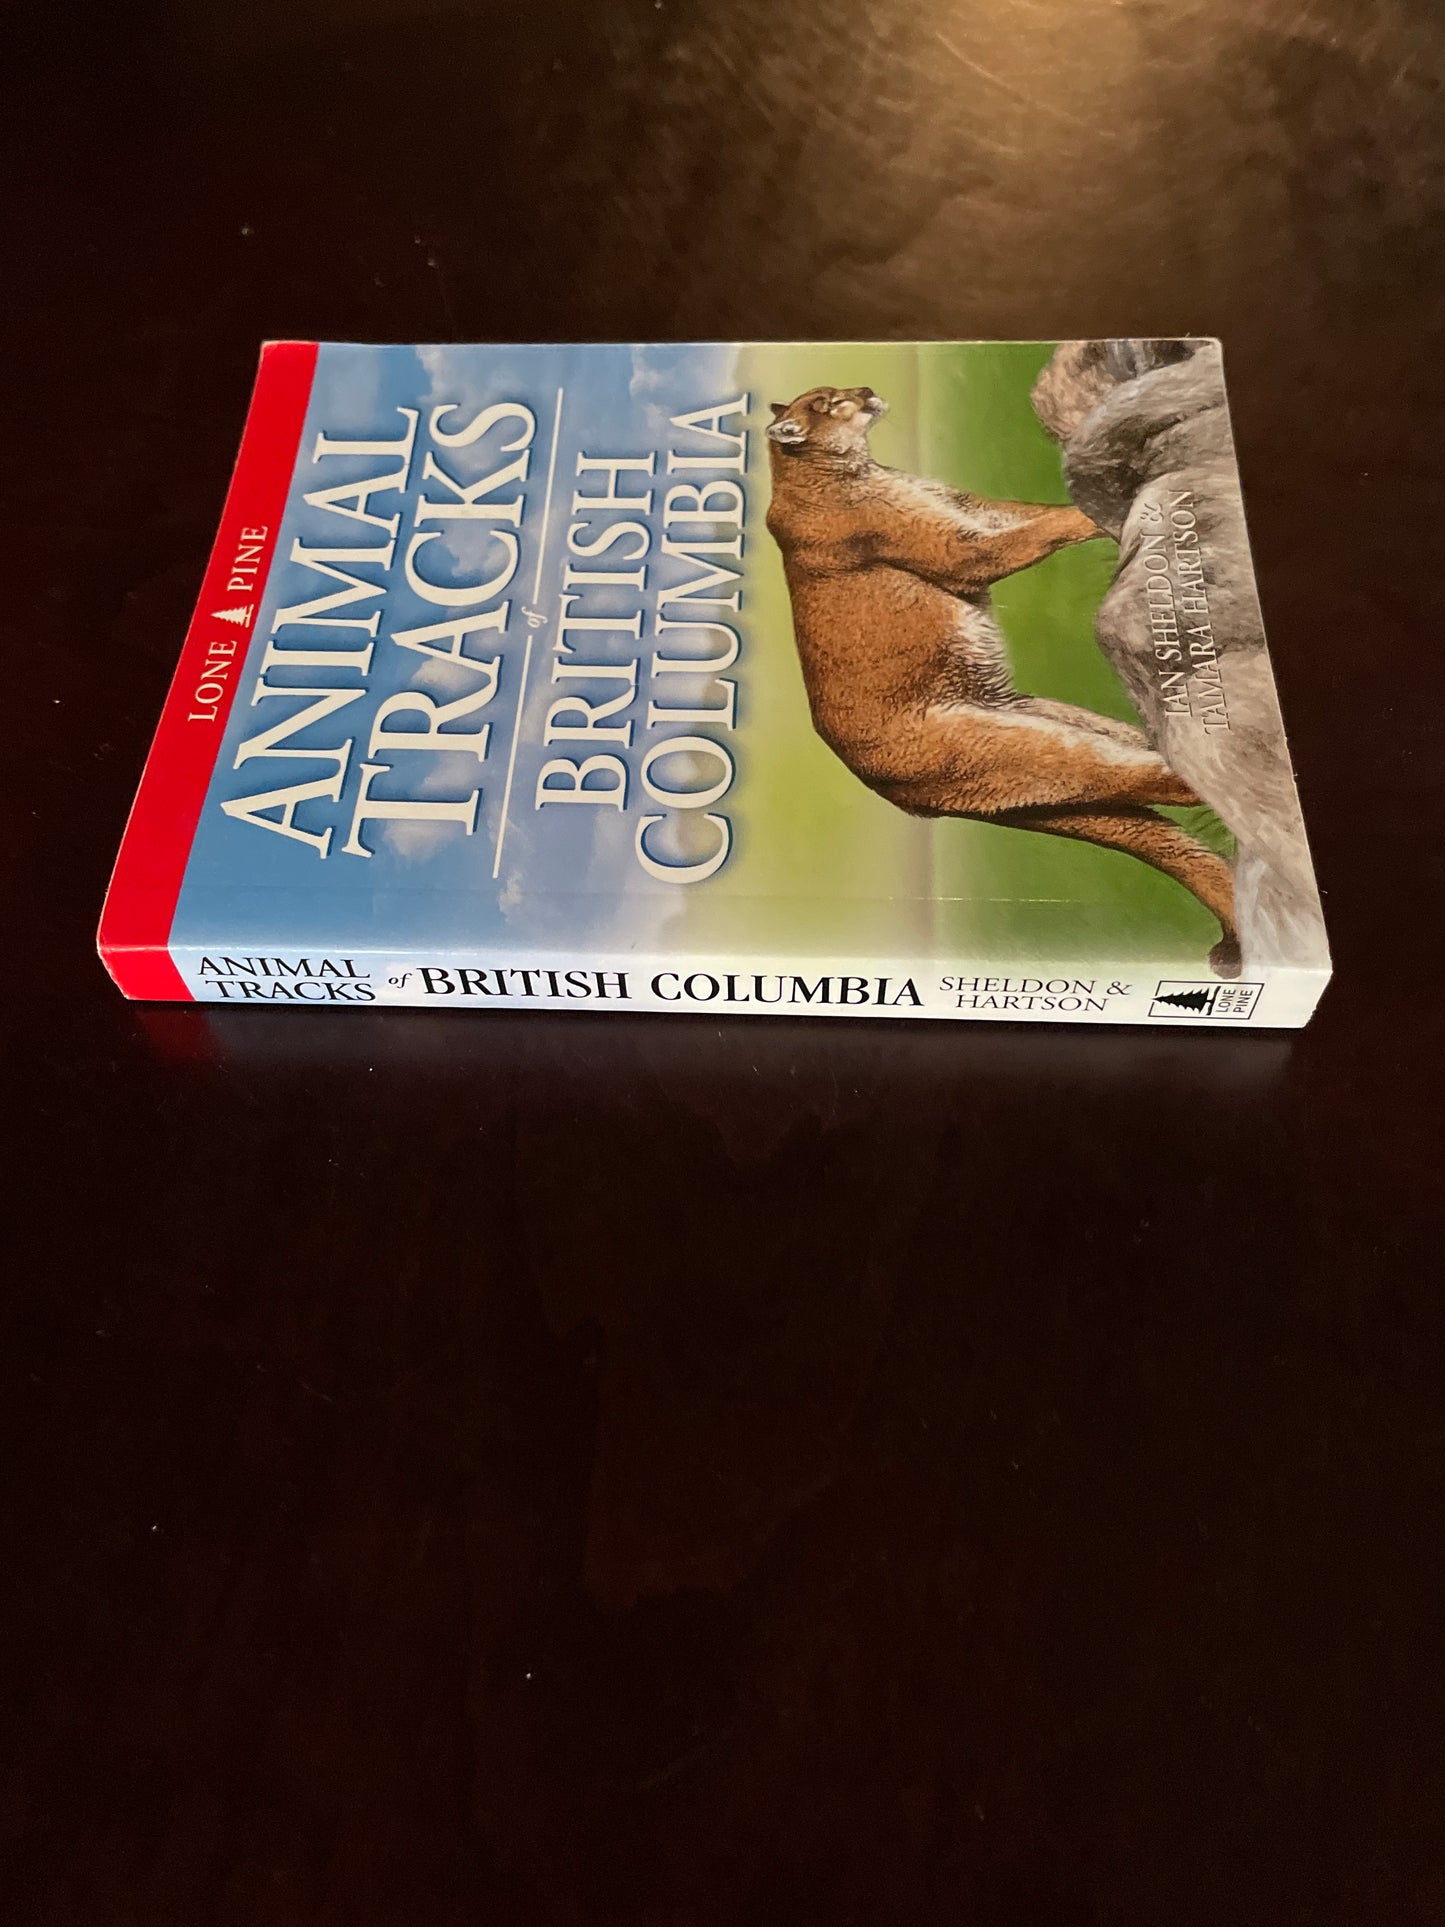 LONE PINE
ANIMAL
TRACKS
of
BRITISH
COLUMBIA
IAN SHELDON &
TAMARA HARTSON
ANIMAL
TRACKS
of
BRITISH COLUMBIA
SHELDON &
HARTSON
LONE
PINE